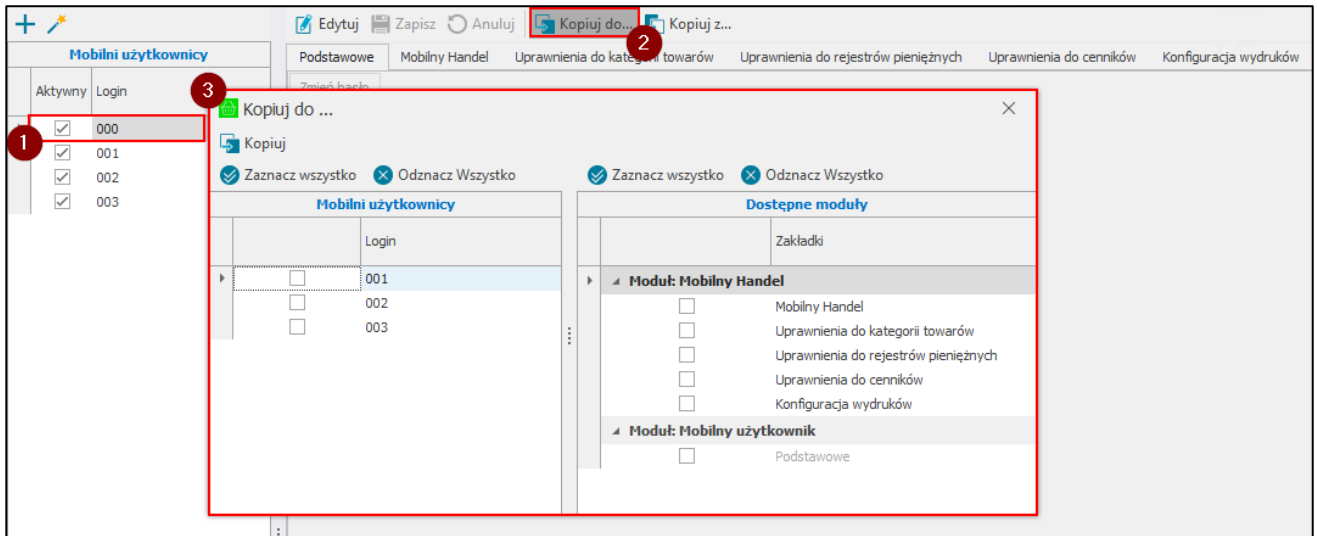 Edytuj Zapisz Anuluj Kopiuj do... Kopiuj z...
2
Mobilni użytkownicy
Podstawowe Mobilny Handel Uprawnienia do kategorii towarów Uprawnienia do rejestrów pieniężnych Uprawnienia do cenników Konfiguracja wydruków
Zmień hasło
Aktywny Login
3
Kopiuj do ...
1
000
001
002
003
Kopiuj
Zaznacz wszystko Odznacz Wszystko
Zaznacz wszystko Odznacz Wszystko
Mobilni użytkownicy
Dostępne moduły
Login
Zakładki
001
002
003
Moduł: Mobilny Handel
Mobilny Handel
Uprawnienia do kategorii towarów
Uprawnienia do rejestrów pieniężnych
Uprawnienia do cenników
Konfiguracja wydruków
Moduł: Mobilny użytkownik
Podstawowe